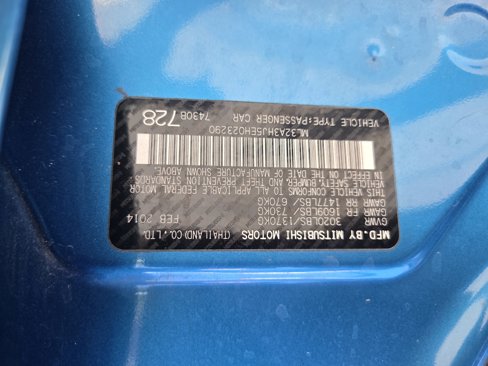 MFD. BY MITSUBISHI MOTORS
(THAILAND) CO., LTD.
GVWR 3020LBS/1370KG FEB 2014
GAWR FR 1609LBS/ 730KG
GAWR RR 1477LBS/ 670KG
THIS VEHICLE CONFORMS TO ALL APPLICABLE FEDERAL MOTOR
VEHICLE SAFETY, BUMPER AND THEFT PREVENTION STANDARDS
IN EFFECT ON THE DATE OF MANUFACTURE SHOWN ABOVE.
ML32A3HJ5EH023290
VEHICLE TYPE:PASSENGER CAR 7430B 728